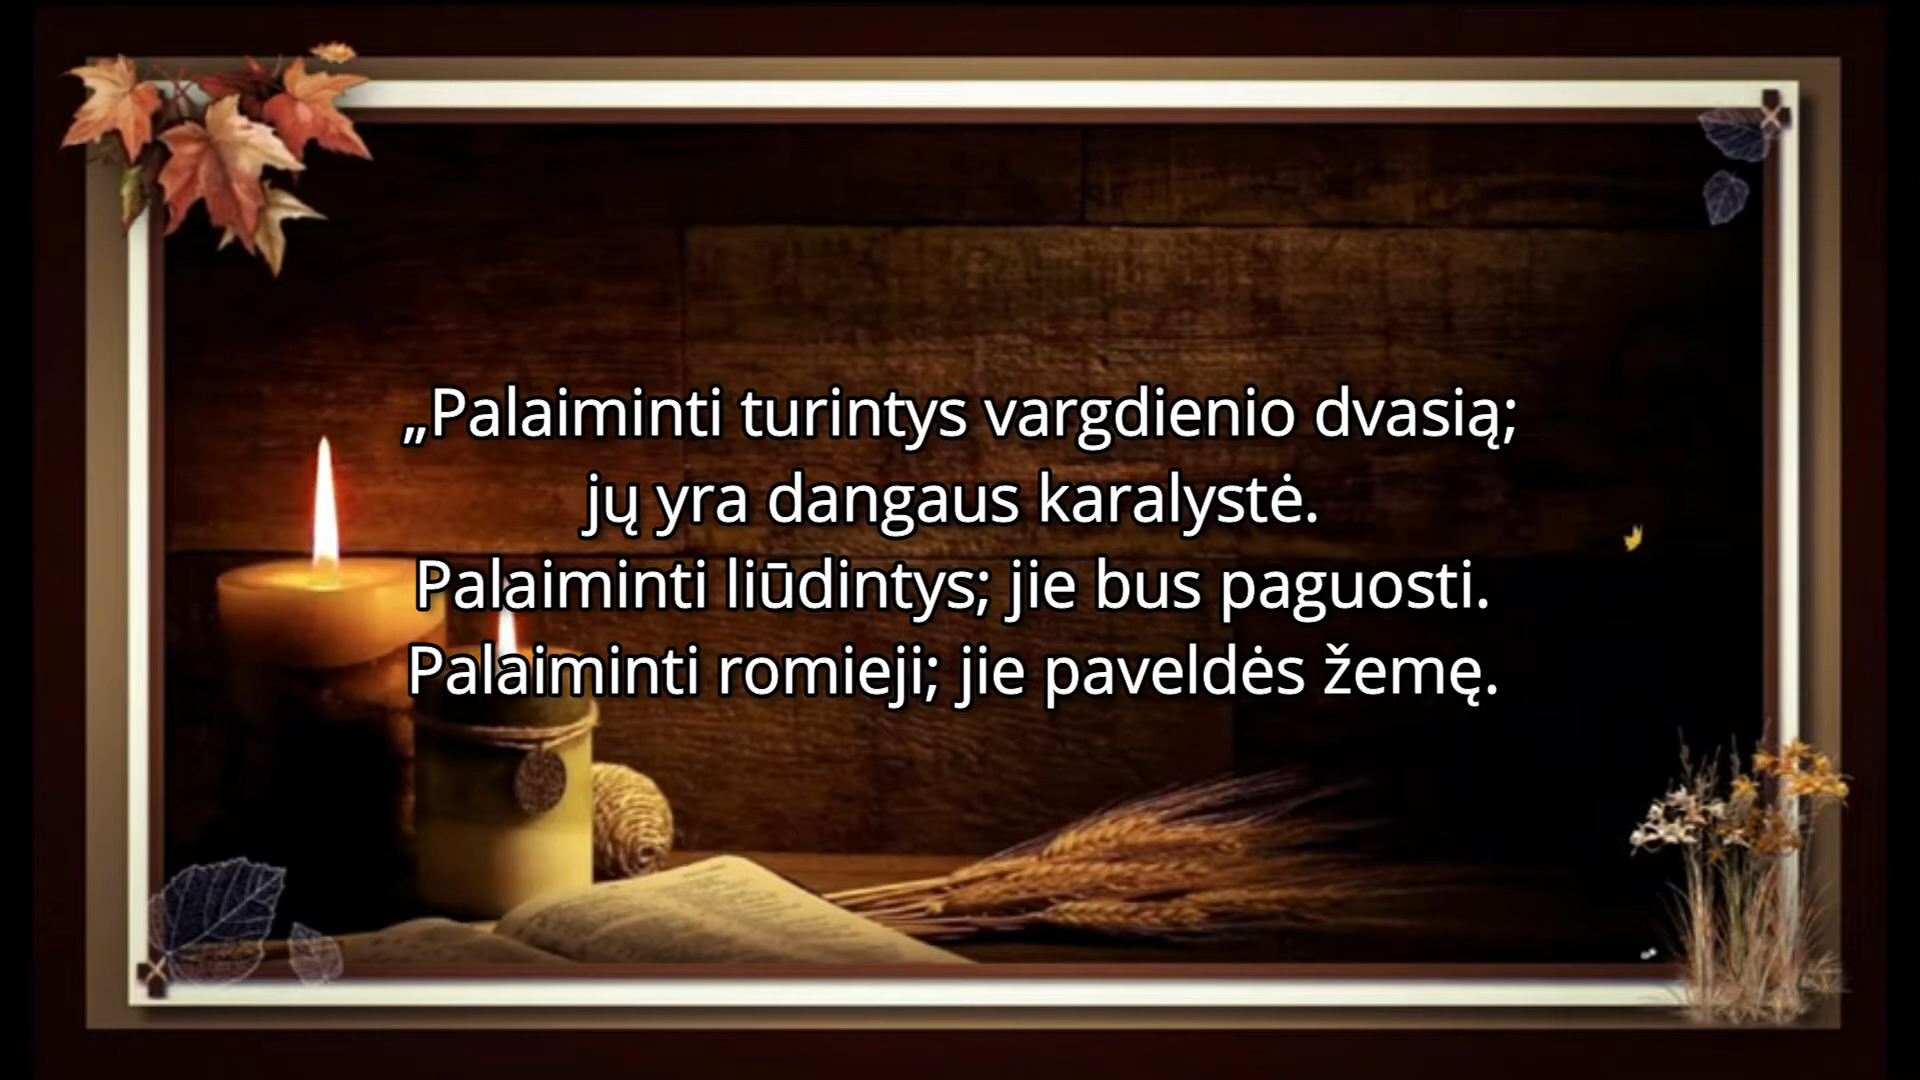 „Palaiminti turintys vargdienio dvasią;
jų yra dangaus karalystė.
Palaiminti liūdintys; jie bus paguosti.
Palaiminti romieji; jie paveldės žemę.